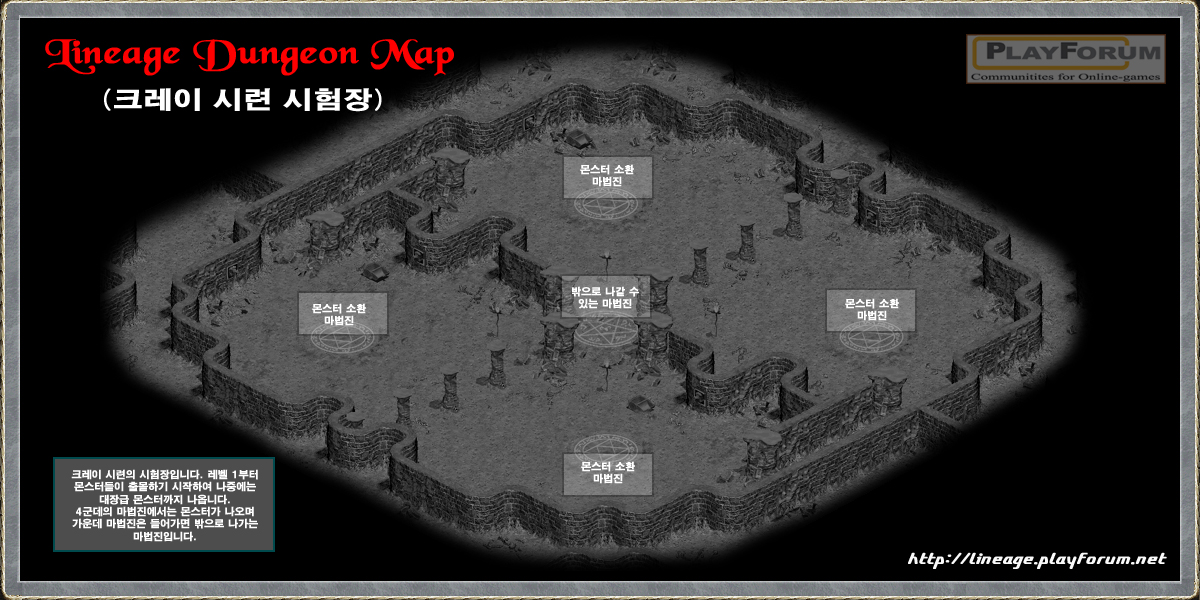 Lineage Dungeon Map
(크레이 시련 시험장)
PLAYFORUM
Communitites for Online-games
몬스터 소환
마법진
밖으로 나갈 수
있는 마법진
몬스터 소환
마법진
몬스터 소환
마법진
몬스터 소환
마법진
크레이 시련의 시험장입니다. 레벨 1부터
몬스터들이 출몰하기 시작하여 나중에는
대장급 몬스터까지 나옵니다.
4군데의 마법진에서는 몬스터가 나오며
가운데 마법진은 들어가면 밖으로 나가는
마법진입니다.
http://lineage.playforum.net